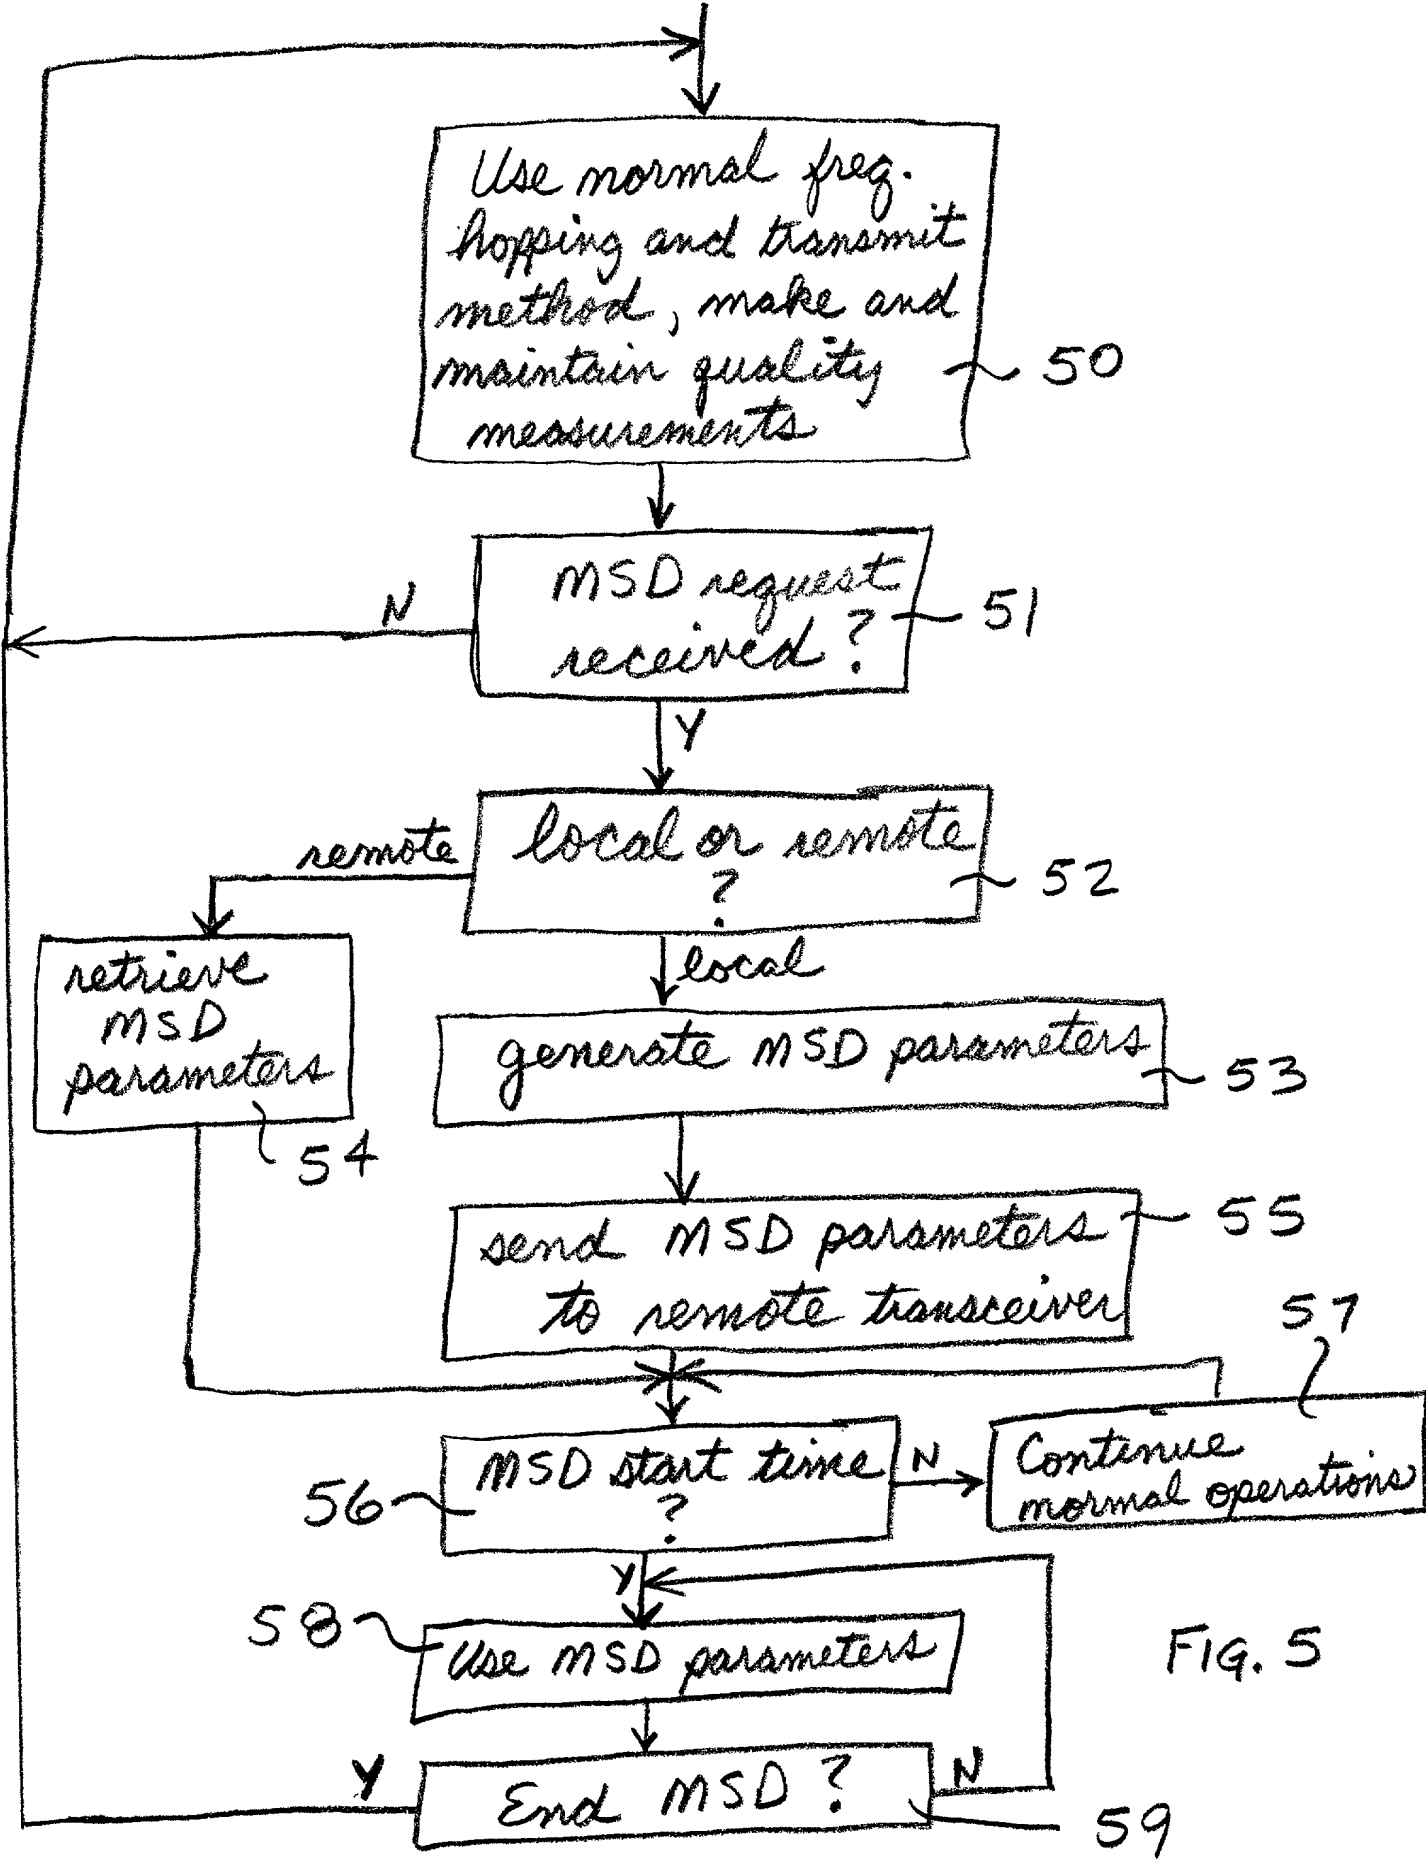 Use normal freq.
hopping and transmit
method, make and
maintain quality
measurements
50
MSD request
received?
51
N
Y
local or remote
?
52
remote
local
retrieve
MSD
parameters
54
generate MSD parameters
53
send MSD parameters
to remote transceiver
55
57
MSD start time
?
56
N
Continue
normal operations
Y
58
Use MSD parameters
FIG. 5
End MSD?
Y
N
59